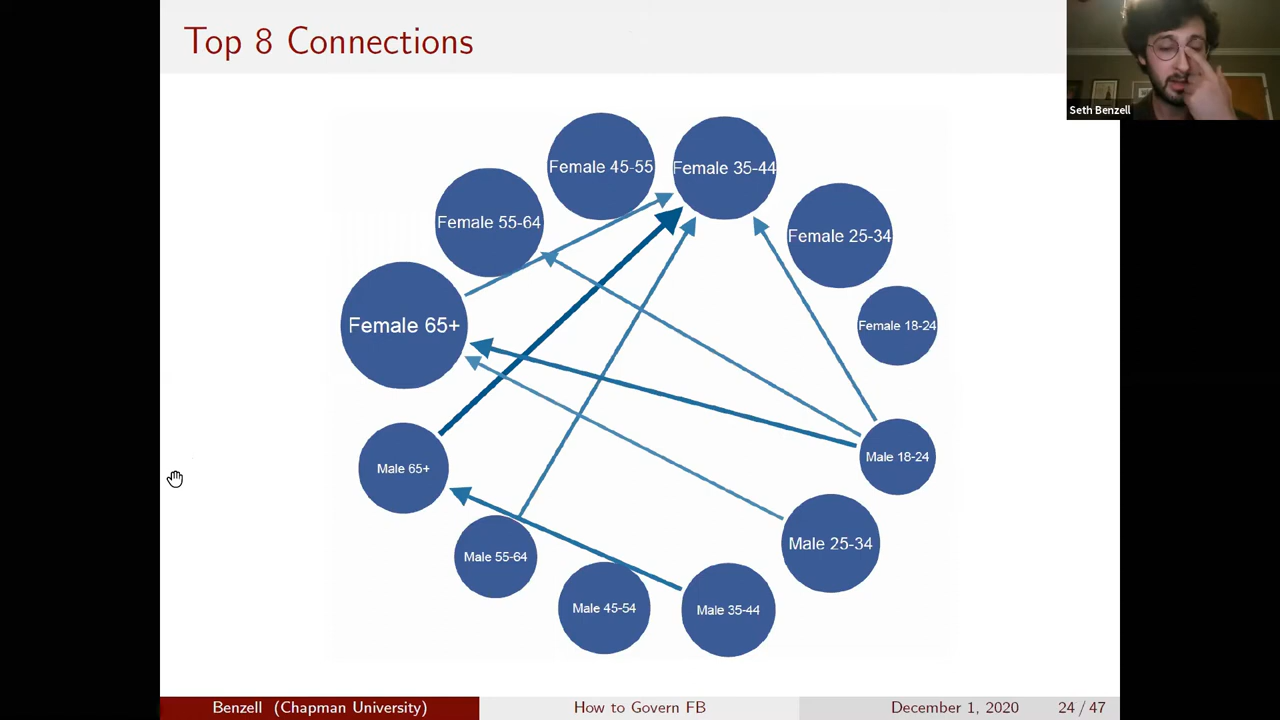 Top 8 Connections
Seth Benzell
Female 45-55
Female 35-44
Female 55-64
Female 25-34
Female 65+
Female 18-24
Male 65+
Male 18-24
Male 55-64
Male 25-34
Male 45-54
Male 35-44
Benzell (Chapman University)
How to Govern FB
December 1, 2020
24 / 47